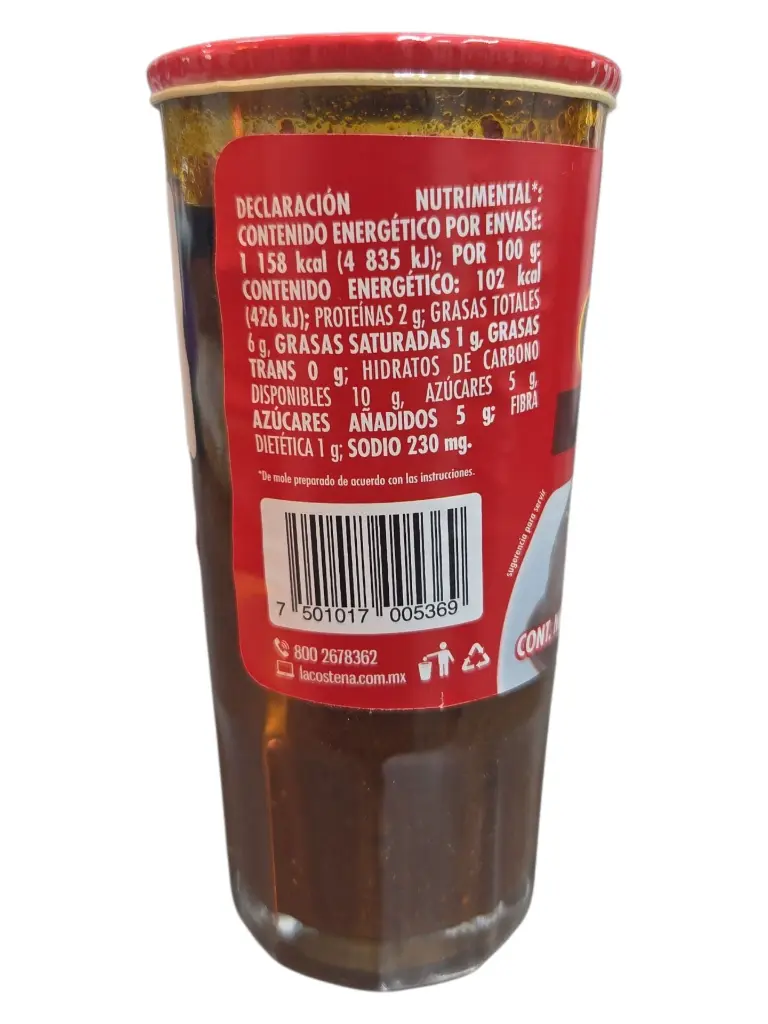 DECLARACIÓN NUTRIMENTAL*:
CONTENIDO ENERGÉTICO POR ENVASE:
1 158 kcal (4 835 kJ); POR 100 g:
CONTENIDO ENERGÉTICO: 102 kcal
(426 kJ); PROTEÍNAS 2 g; GRASAS TOTALES
6 g, GRASAS SATURADAS 1 g, GRASAS
TRANS 0 g; HIDRATOS DE CARBONO
DISPONIBLES 10 g, AZÚCARES 5 g,
AZÚCARES AÑADIDOS 5 g; FIBRA
DIETÉTICA 1 g; SODIO 230 mg.
*De mole preparado de acuerdo con las instrucciones.
sugerencia para servir
7 501017 005369
CONT.
800 2678362
lacostena.com.mx